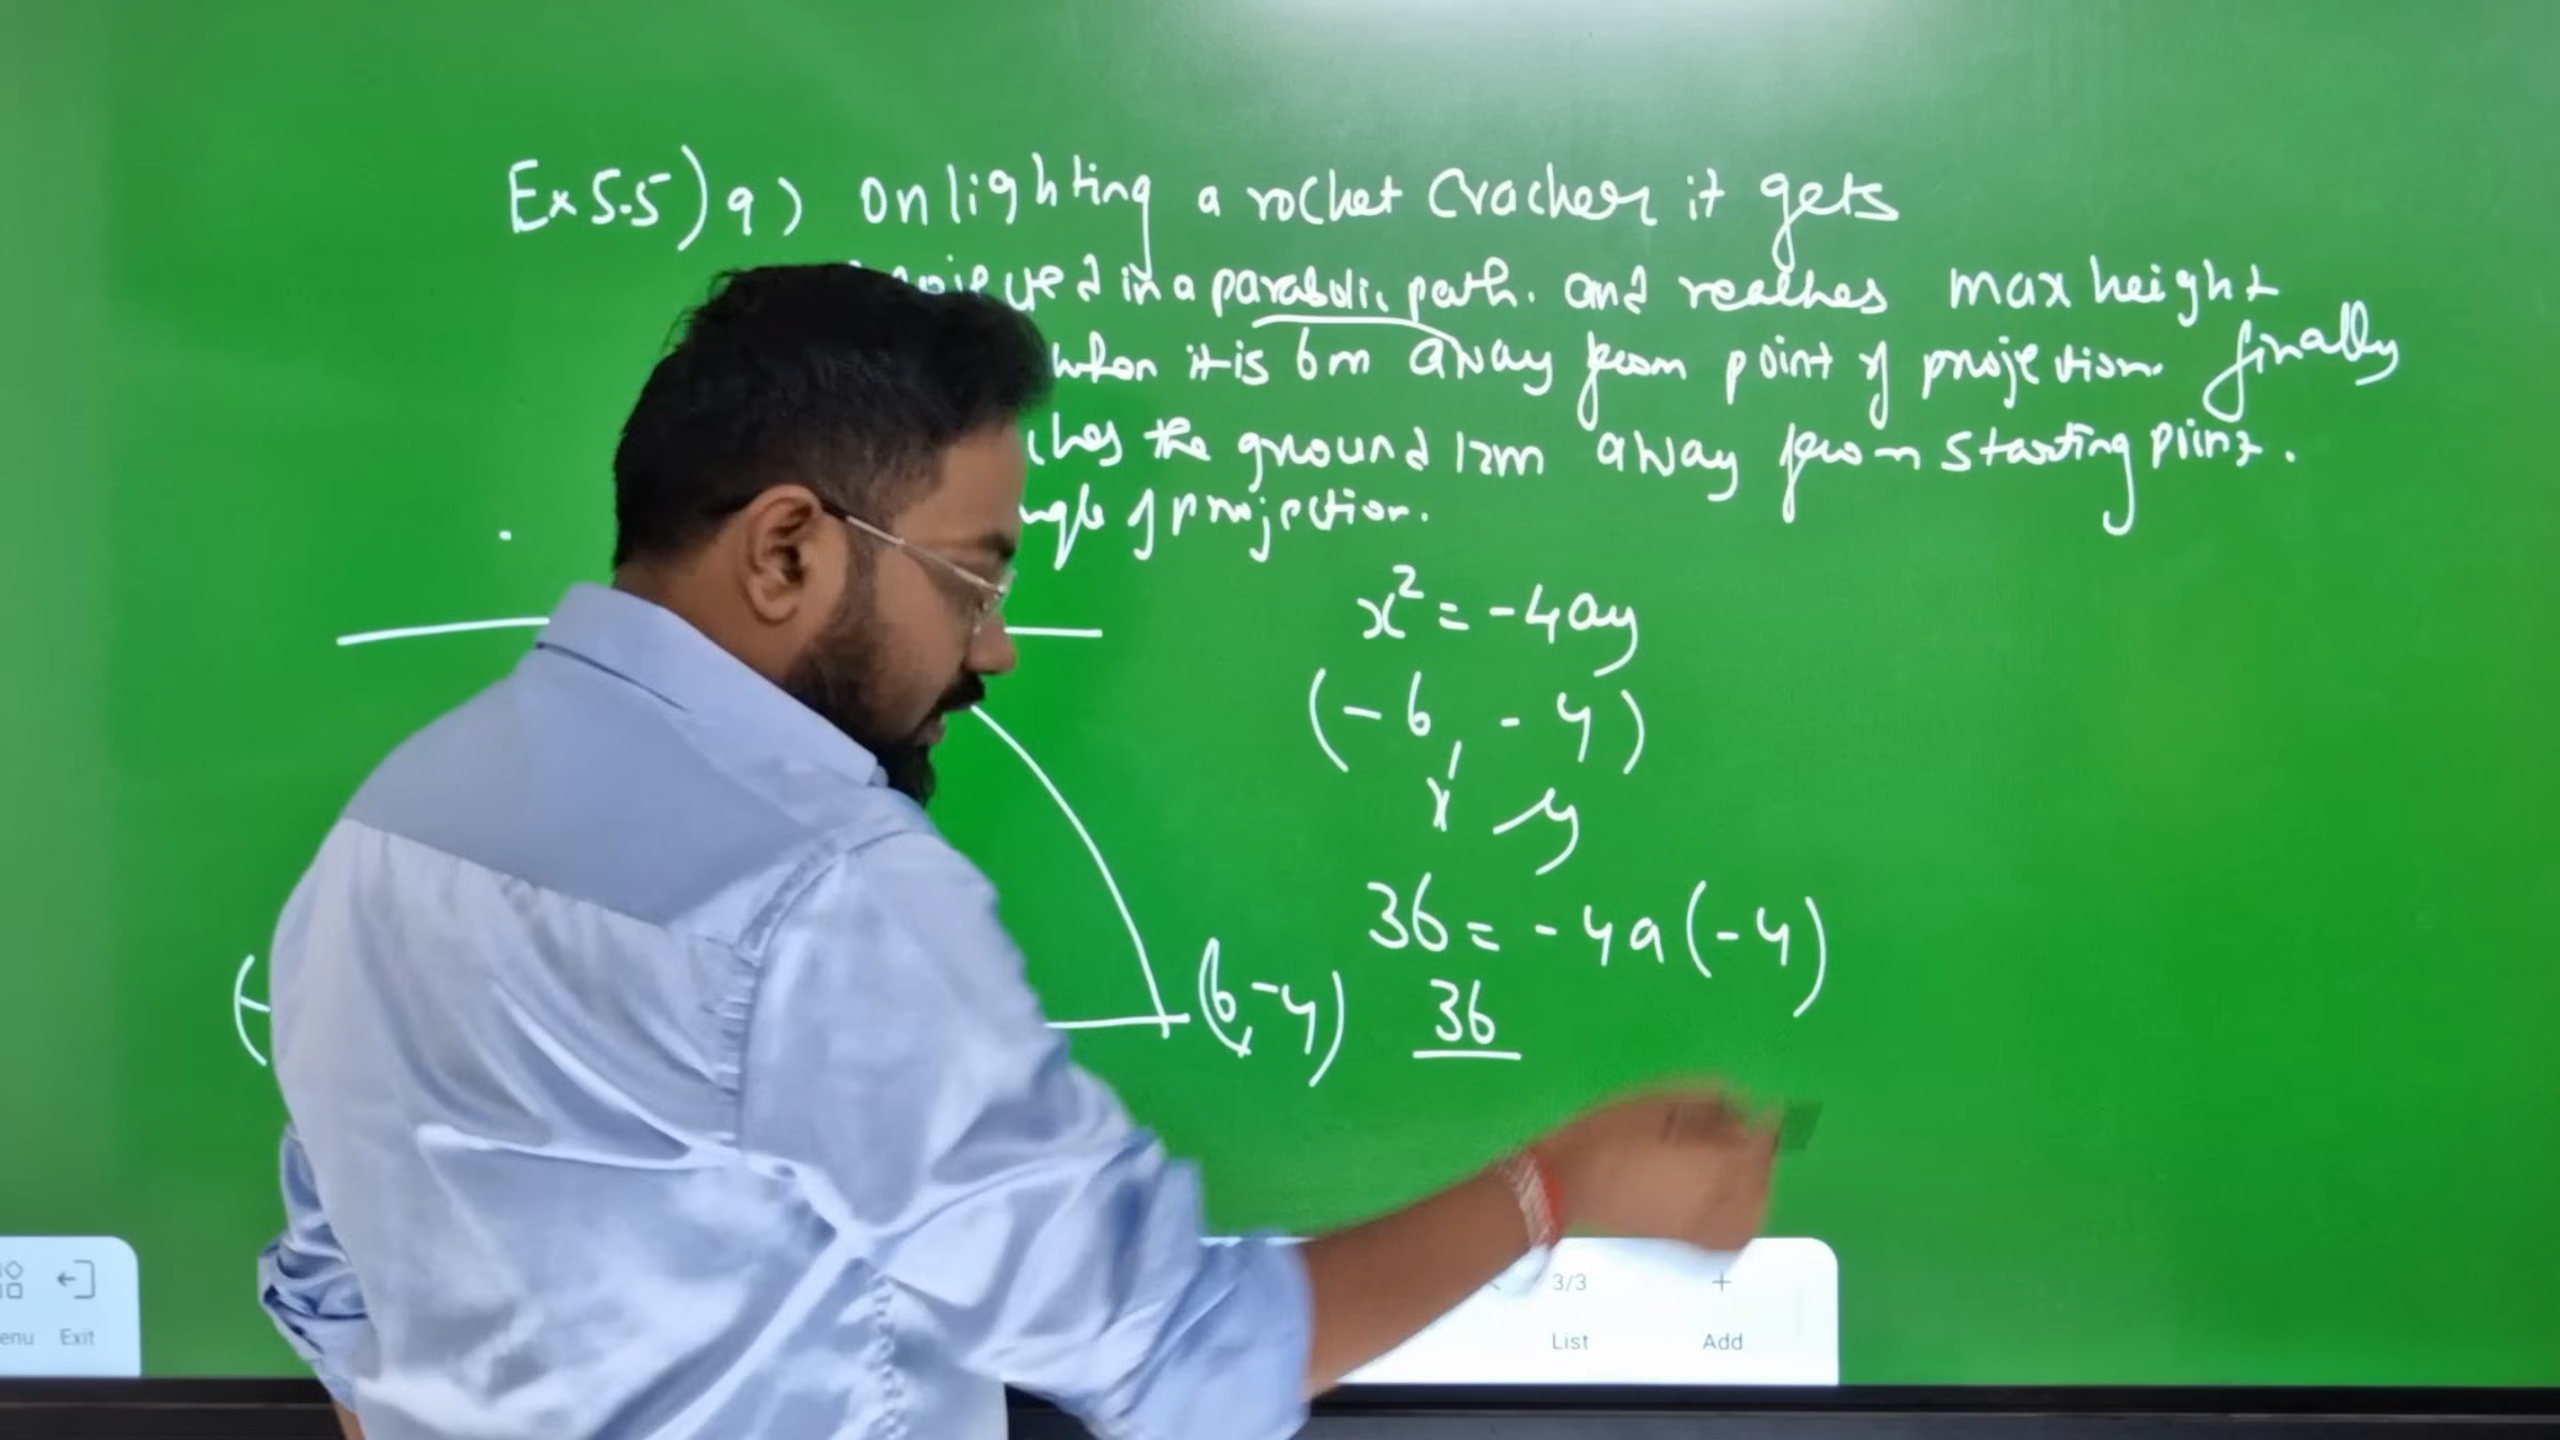 Ex 5.5) 9) On lighting a rocket cracker it gets
in a parabolic path. and reaches max height
when it is 6m away from point of projection. finally
the ground 12m away from starting point.
of projection.
x² = -4ay
(-6, -4)
x y
36 = -4a(-4)
(6,-4)
36
Exit
3/3
List
+
Add